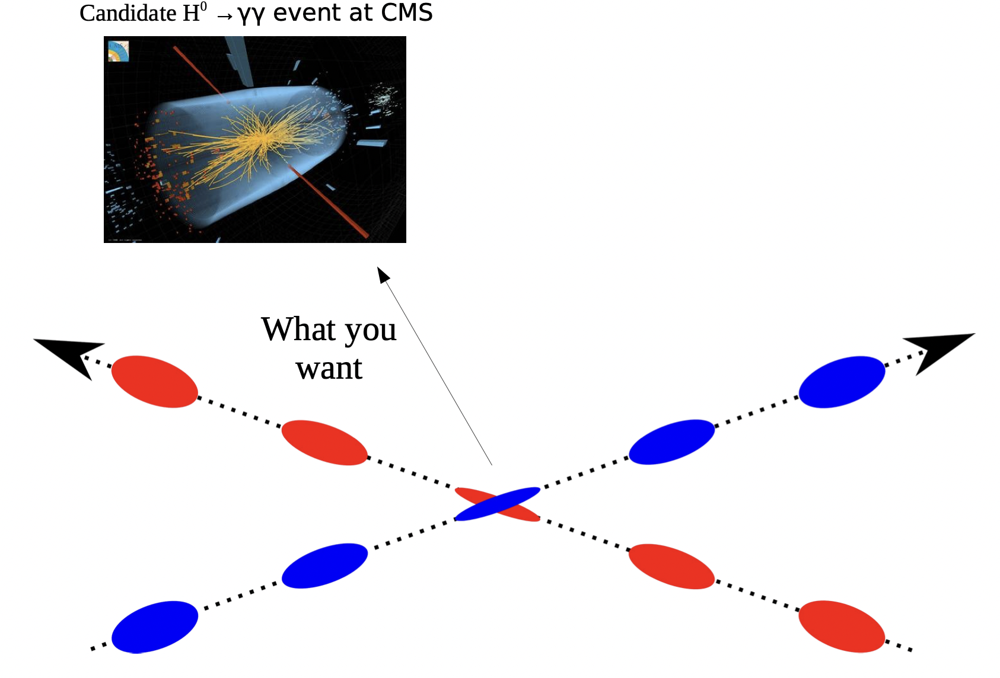 Candidate H⁰ →γγ event at CMS
What you
want